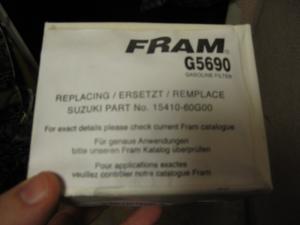 FRAM®
G5690
GASOLINE FILTER
REPLACING / ERSETZT / REMPLACE
SUZUKI PART No. 15410-60G00
For exact details please check current Fram catalogue
Für genaue Anwendungen
bitte unseren Fram Katalog überprüfen
Pour applications exactes
veuillez contrôler notre catalogue Fram